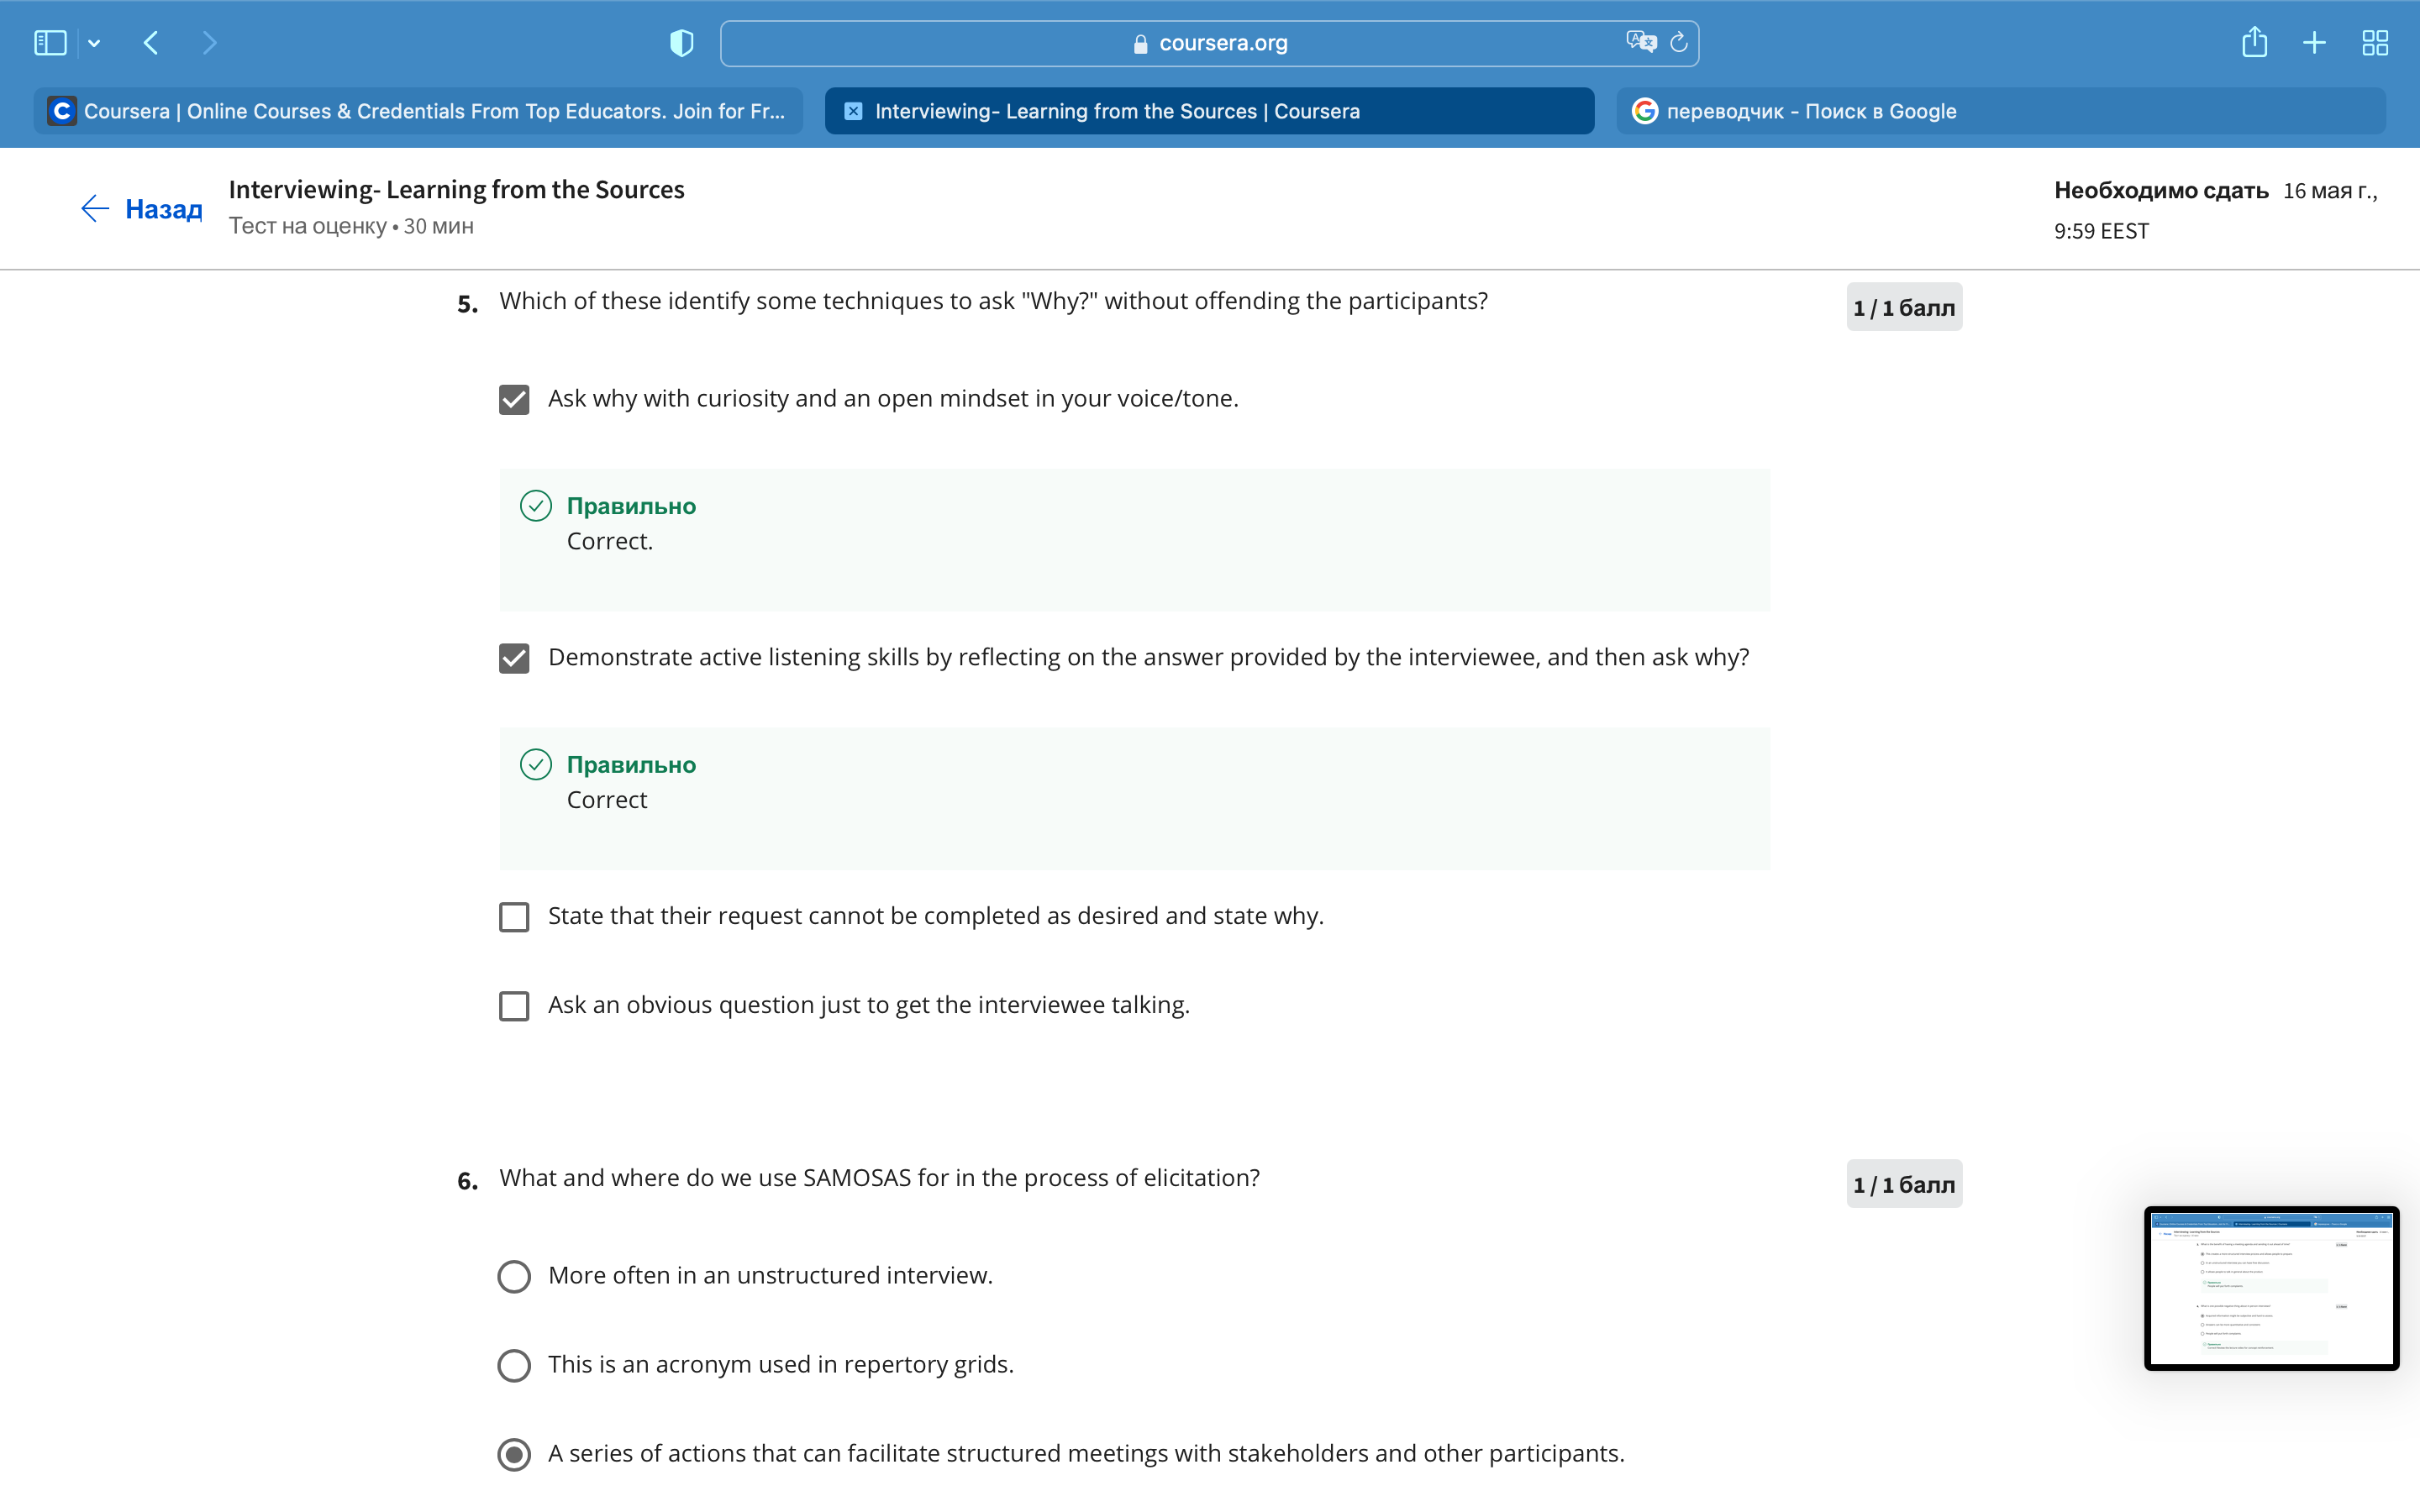 coursera.org
Coursera | Online Courses & Credentials From Top Educators. Join for Fr...
Interviewing- Learning from the Sources | Coursera
переводчик - Поиск в Google
Назад
Interviewing- Learning from the Sources
Тест на оценку • 30 мин
Необходимо сдать 16 мая г.,
9:59 EEST
5. Which of these identify some techniques to ask "Why?" without offending the participants?
1 / 1 балл
Ask why with curiosity and an open mindset in your voice/tone.
Правильно
Correct.
Demonstrate active listening skills by reflecting on the answer provided by the interviewee, and then ask why?
Правильно
Correct
State that their request cannot be completed as desired and state why.
Ask an obvious question just to get the interviewee talking.
6. What and where do we use SAMOSAS for in the process of elicitation?
1 / 1 балл
More often in an unstructured interview.
This is an acronym used in repertory grids.
A series of actions that can facilitate structured meetings with stakeholders and other participants.